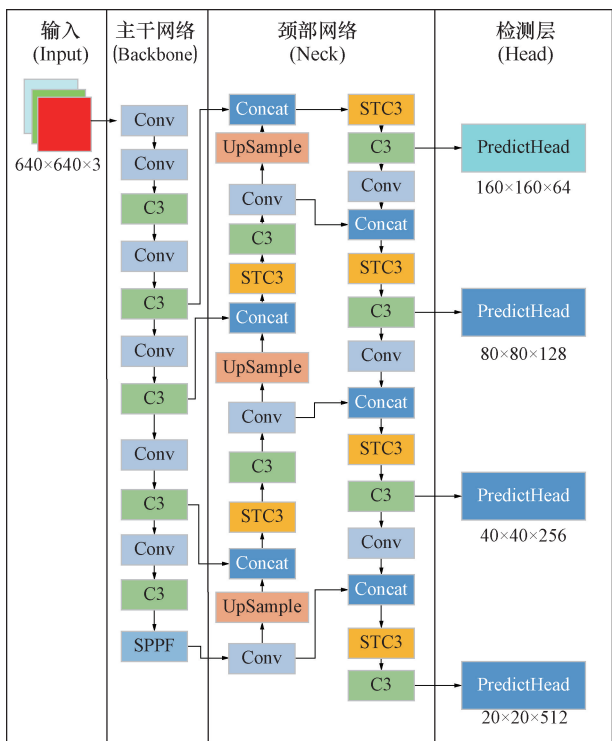 输入
(Input)
主干网络
(Backbone)
颈部网络
(Neck)
检测层
(Head)
640×640×3
Conv
Conv
C3
Conv
C3
Conv
C3
Conv
C3
Conv
C3
SPPF
Concat
UpSample
Conv
C3
STC3
Concat
UpSample
Conv
C3
STC3
Concat
UpSample
Conv
STC3
C3
Conv
Concat
STC3
C3
Conv
Concat
STC3
C3
Conv
Concat
STC3
C3
PredictHead
160×160×64
PredictHead
80×80×128
PredictHead
40×40×256
PredictHead
20×20×512